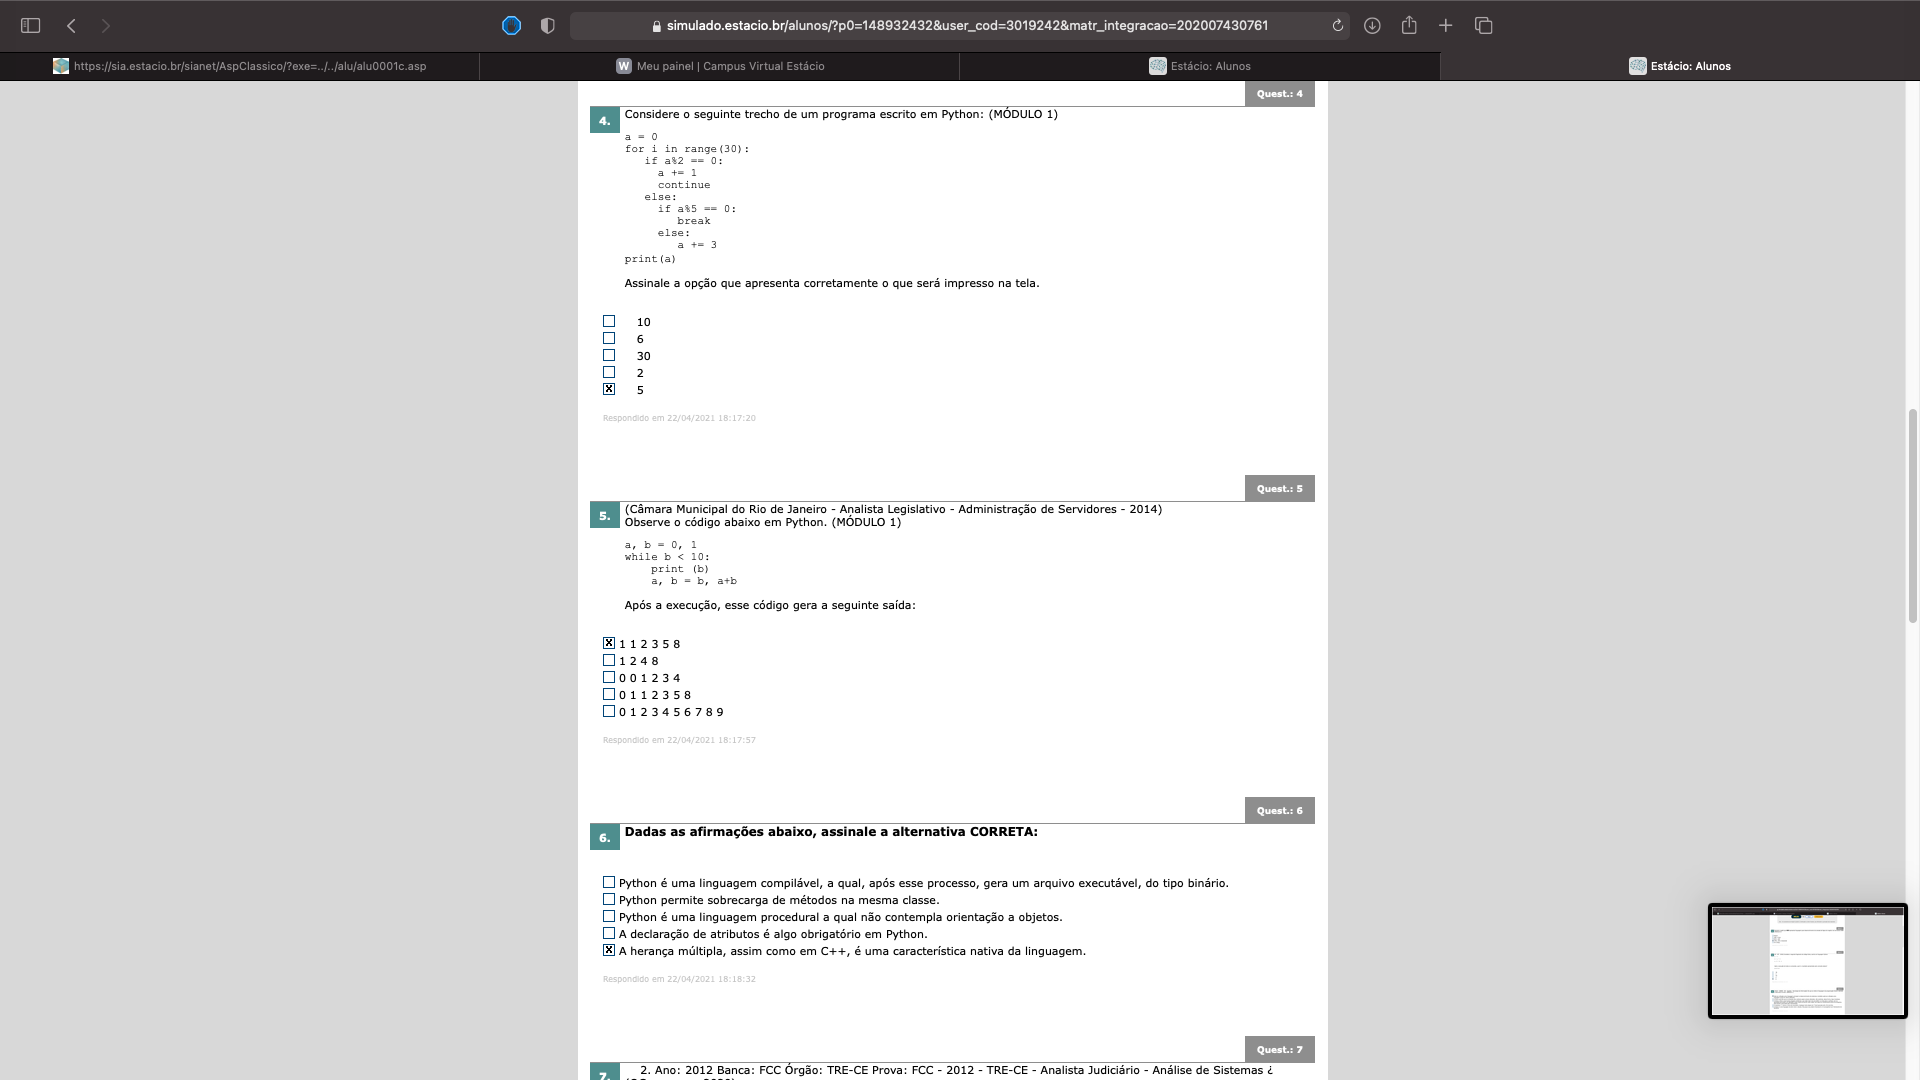 simulado.estacio.br/alunos/?p0=148932432&user_cod=3019242&matr_integracao=202007430761
https://sia.estacio.br/sianet/AspClassico/?exe=../../alu/alu0001c.asp
Meu painel | Campus Virtual Estácio
Estácio: Alunos
Estácio: Alunos
Quest.: 4
4.
Considere o seguinte trecho de um programa escrito em Python: (MÓDULO 1)
a = 0
for i in range(30):
   if a%2 == 0:
     a += 1
     continue
   else:
     if a%5 == 0:
        break
     else:
        a += 3
print(a)
Assinale a opção que apresenta corretamente o que será impresso na tela.
10
6
30
2
X 5
Respondido em 22/04/2021 18:17:20
Quest.: 5
5.
(Câmara Municipal do Rio de Janeiro - Analista Legislativo - Administração de Servidores - 2014)
Observe o código abaixo em Python. (MÓDULO 1)
a, b = 0, 1
while b < 10:
    print (b)
    a, b = b, a+b
Após a execução, esse código gera a seguinte saída:
X 1 1 2 3 5 8
1 2 4 8
0 0 1 2 3 4
0 1 1 2 3 5 8
0 1 2 3 4 5 6 7 8 9
Respondido em 22/04/2021 18:17:57
Quest.: 6
6.
Dadas as afirmações abaixo, assinale a alternativa CORRETA:
Python é uma linguagem compilável, a qual, após esse processo, gera um arquivo executável, do tipo binário.
Python permite sobrecarga de métodos na mesma classe.
Python é uma linguagem procedural a qual não contempla orientação a objetos.
A declaração de atributos é algo obrigatório em Python.
X A herança múltipla, assim como em C++, é uma característica nativa da linguagem.
Respondido em 22/04/2021 18:18:32
Quest.: 7
7.
2. Ano: 2012 Banca: FCC Órgão: TRE-CE Prova: FCC - 2012 - TRE-CE - Analista Judiciário - Análise de Sistemas ¿